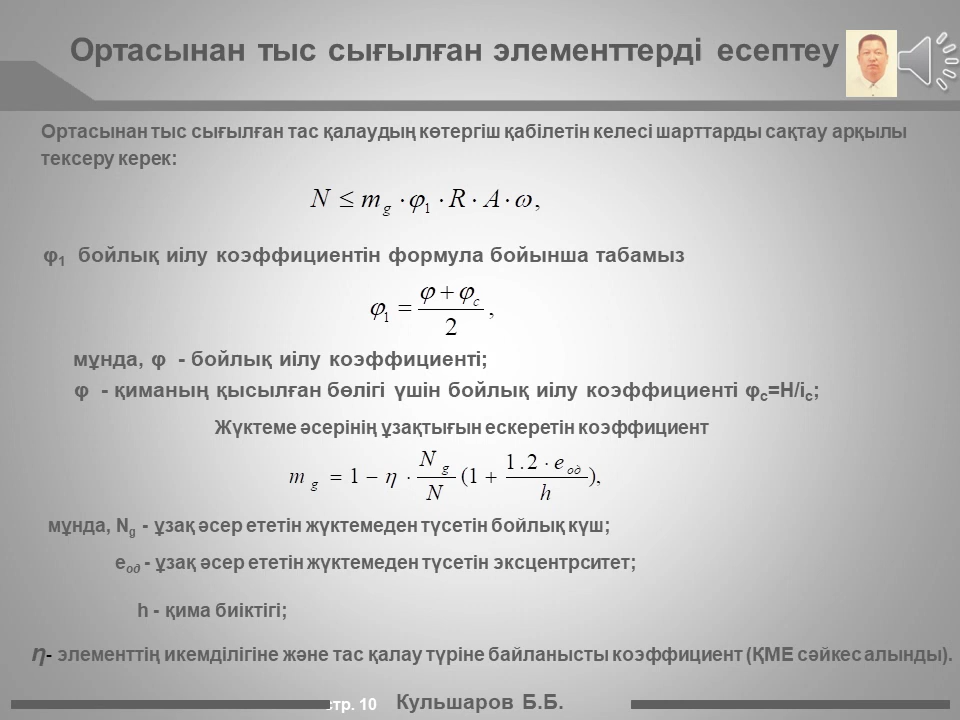 Ортасынан тыс сығылған элементтерді есептеу
Ортасынан тыс сығылған тас қалаудың көтергіш қабілетін келесі шарттарды сақтау арқылы
тексеру керек:
N ≤ m_g · φ₁ · R · A · ω,
φ₁ бойлық иілу коэффициентін формула бойынша табамыз
φ₁ = (φ + φ_c) / 2,
мұнда, φ - бойлық иілу коэффициенті;
φ - қиманың қысылған бөлігі үшін бойлық иілу коэффициенті φ_c=H/i_c;
Жүктеме әсерінің ұзақтығын ескеретін коэффициент
m_g = 1 − η · N_g / N (1 + 1.2 · e_од / h),
мұнда, N_g - ұзақ әсер ететін жүктемеден түсетін бойлық күш;
e_од - ұзақ әсер ететін жүктемеден түсетін эксцентрситет;
h - қима биіктігі;
η- элементтің икемділігіне және тас қалау түріне байланысты коэффициент (ҚМЕ сәйкес алынды).
стр. 10 Кульшаров Б.Б.